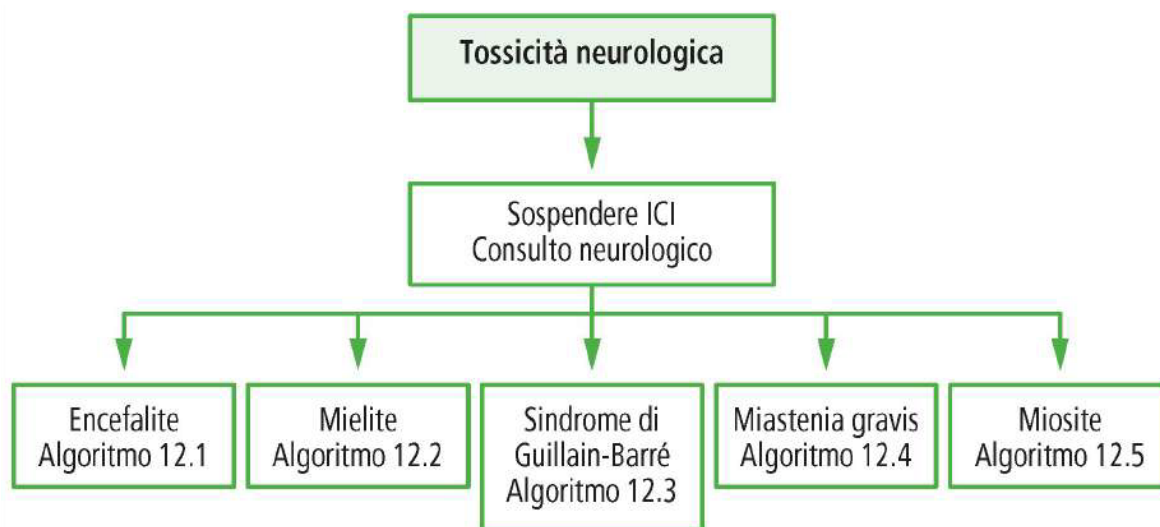 Tossicità neurologica
Sospendere ICI
Consulto neurologico
Encefalite
Algoritmo 12.1
Mielite
Algoritmo 12.2
Sindrome di
Guillain-Barré
Algoritmo 12.3
Miastenia gravis
Algoritmo 12.4
Miosite
Algoritmo 12.5